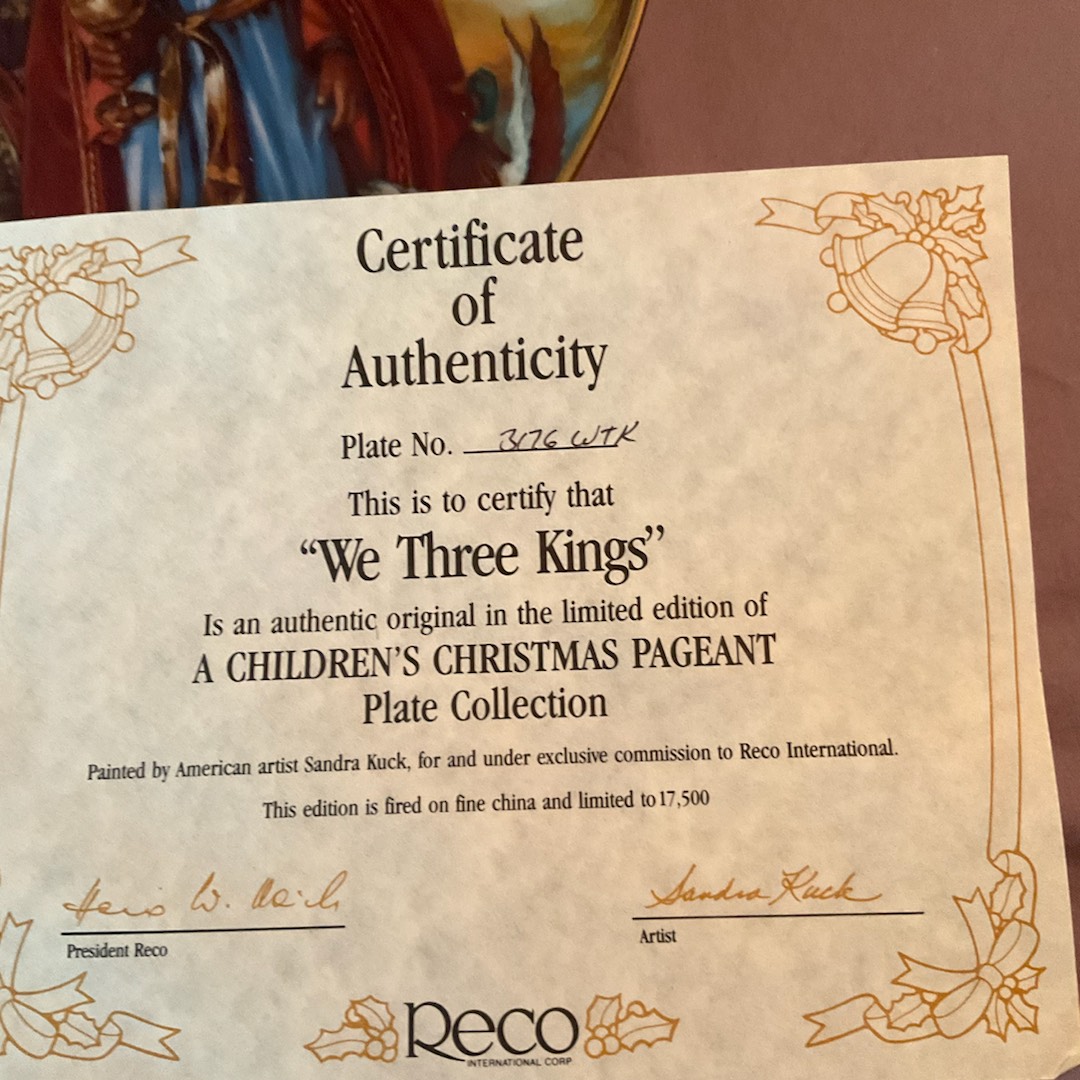 Certificate
of
Authenticity
Plate No. 3176 WTK
This is to certify that
“We Three Kings”
Is an authentic original in the limited edition of
A CHILDREN’S CHRISTMAS PAGEANT
Plate Collection
Painted by American artist Sandra Kuck, for and under exclusive commission to Reco International.
This edition is fired on fine china and limited to 17,500
W. Sandra Kuck
President Reco Artist
Reco
INTERNATIONAL CORP.